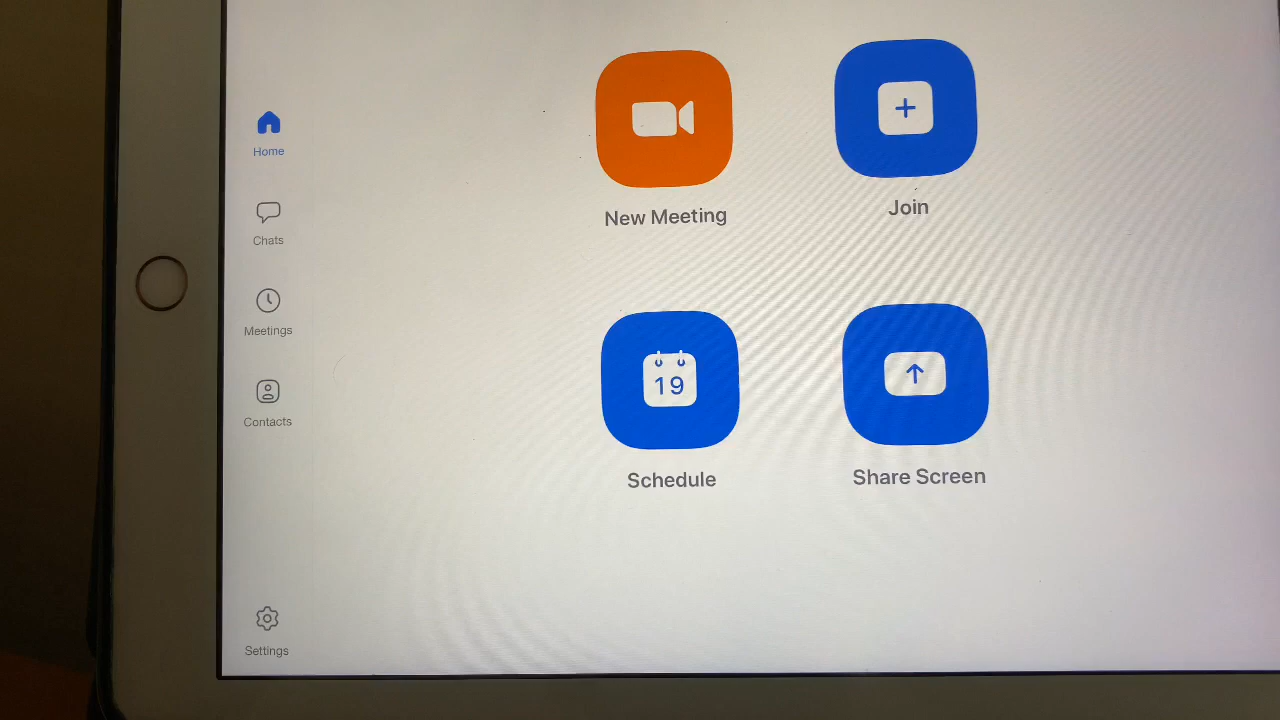 Home
Chats
Meetings
Contacts
Settings
New Meeting
Join
19
Schedule
Share Screen